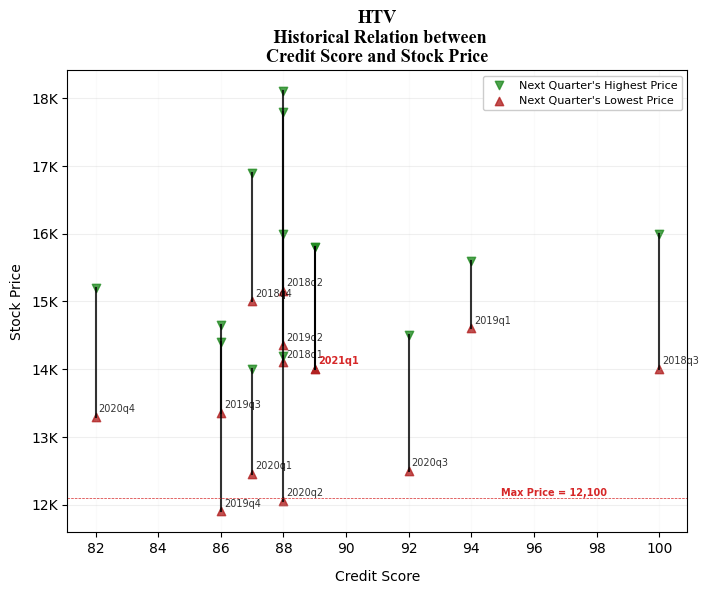 HTV
Historical Relation between
Credit Score and Stock Price
Next Quarter's Highest Price
Next Quarter's Lowest Price
18K
17K
16K
15K
14K
13K
12K
Stock Price
2018q2
2018q4
2019q1
2019q2
2018q1
2021q1
2018q3
2020q4
2019q3
2020q1
2020q3
2020q2
2019q4
Max Price = 12,100
82 84 86 88 90 92 94 96 98 100
Credit Score